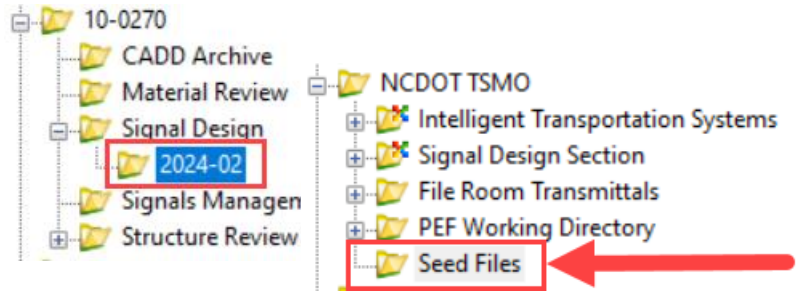 10-0270
CADD Archive
Material Review
Signal Design
2024-02
Signals Managem
Structure Review
NCDOT TSMO
Intelligent Transportation Systems
Signal Design Section
File Room Transmittals
PEF Working Directory
Seed Files